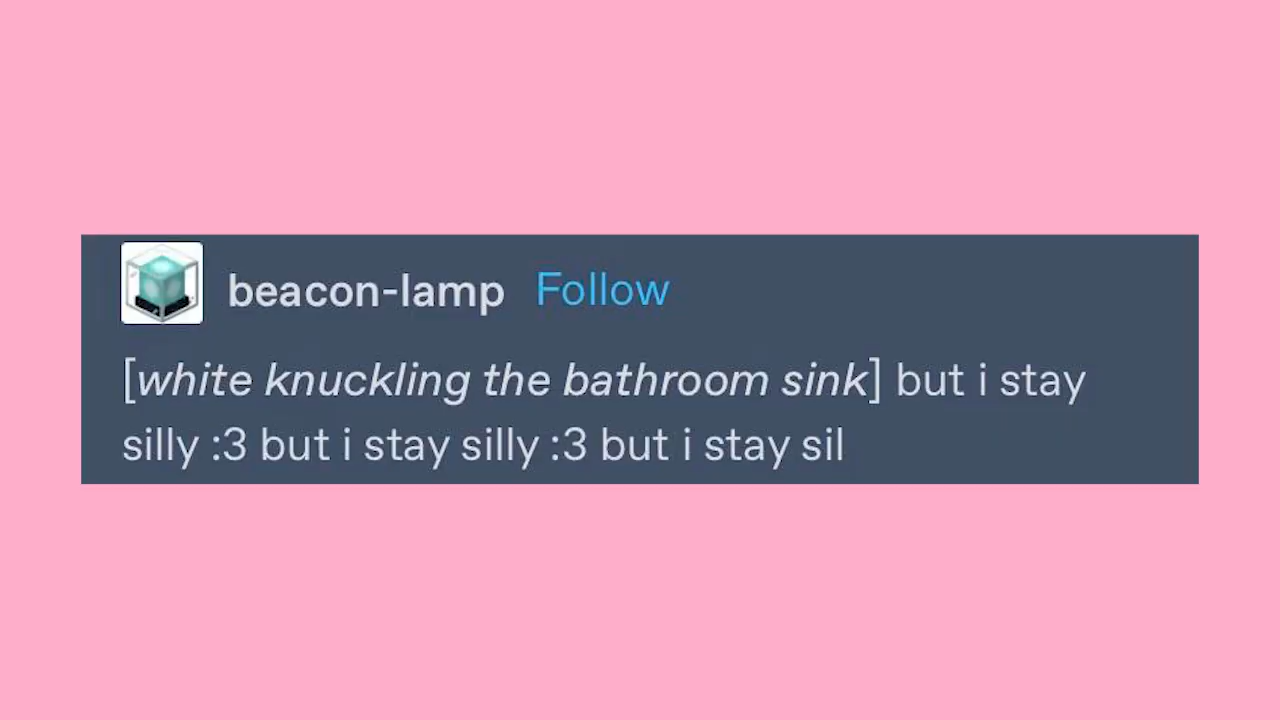 beacon-lamp Follow
[white knuckling the bathroom sink] but i stay
silly :3 but i stay silly :3 but i stay sil